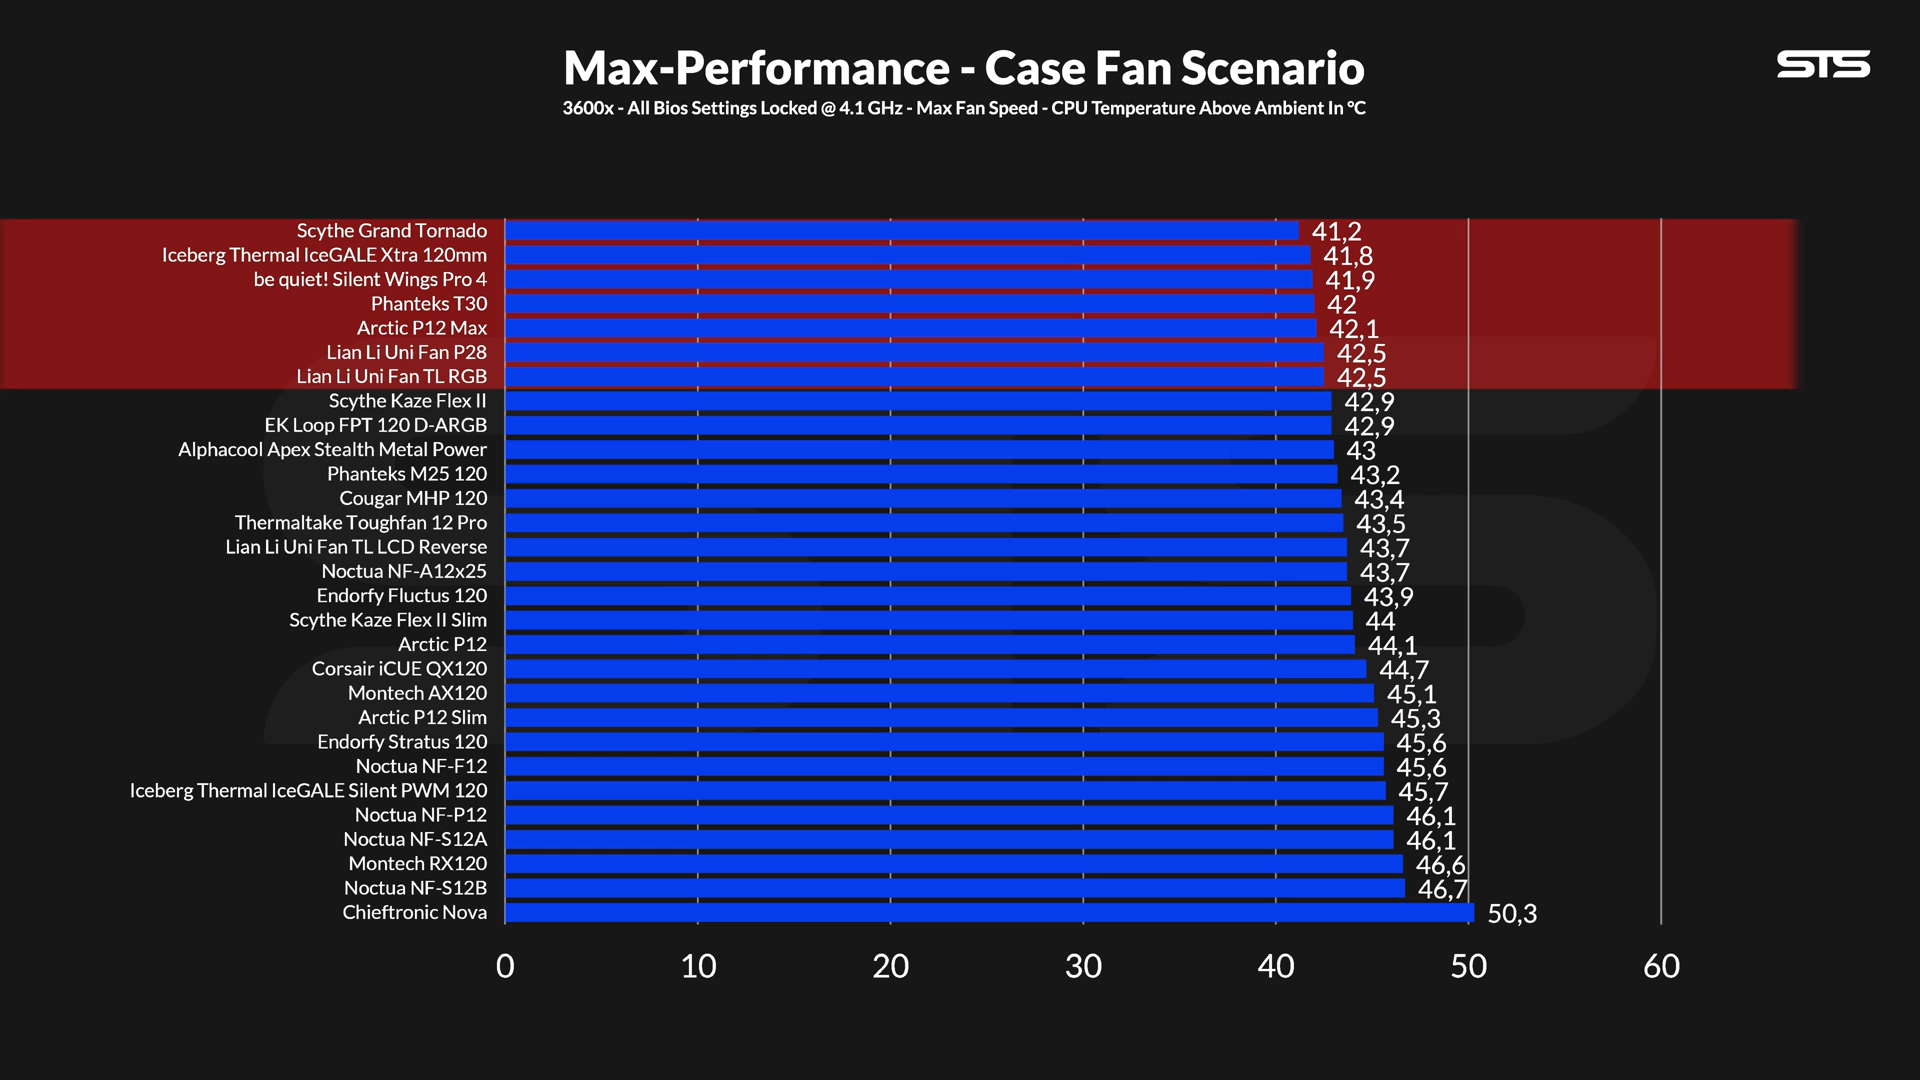 Max-Performance - Case Fan Scenario
STS
3600x - All Bios Settings Locked @ 4.1 GHz - Max Fan Speed - CPU Temperature Above Ambient In °C
Scythe Grand Tornado 41,2
Iceberg Thermal IceGALE Xtra 120mm 41,8
be quiet! Silent Wings Pro 4 41,9
Phanteks T30 42
Arctic P12 Max 42,1
Lian Li Uni Fan P28 42,5
Lian Li Uni Fan TL RGB 42,5
Scythe Kaze Flex II 42,9
EK Loop FPT 120 D-ARGB 42,9
Alphacool Apex Stealth Metal Power 43
Phanteks M25 120 43,2
Cougar MHP 120 43,4
Thermaltake Toughfan 12 Pro 43,5
Lian Li Uni Fan TL LCD Reverse 43,7
Noctua NF-A12x25 43,7
Endorfy Fluctus 120 43,9
Scythe Kaze Flex II Slim 44
Arctic P12 44,1
Corsair iCUE QX120 44,7
Montech AX120 45,1
Arctic P12 Slim 45,3
Endorfy Stratus 120 45,6
Noctua NF-F12 45,6
Iceberg Thermal IceGALE Silent PWM 120 45,7
Noctua NF-P12 46,1
Noctua NF-S12A 46,1
Montech RX120 46,6
Noctua NF-S12B 46,7
Chieftronic Nova 50,3
0 10 20 30 40 50 60